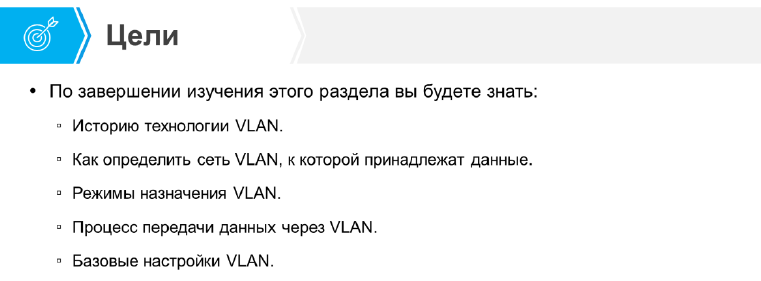 Цели
• По завершении изучения этого раздела вы будете знать:
▫ Историю технологии VLAN.
▫ Как определить сеть VLAN, к которой принадлежат данные.
▫ Режимы назначения VLAN.
▫ Процесс передачи данных через VLAN.
▫ Базовые настройки VLAN.